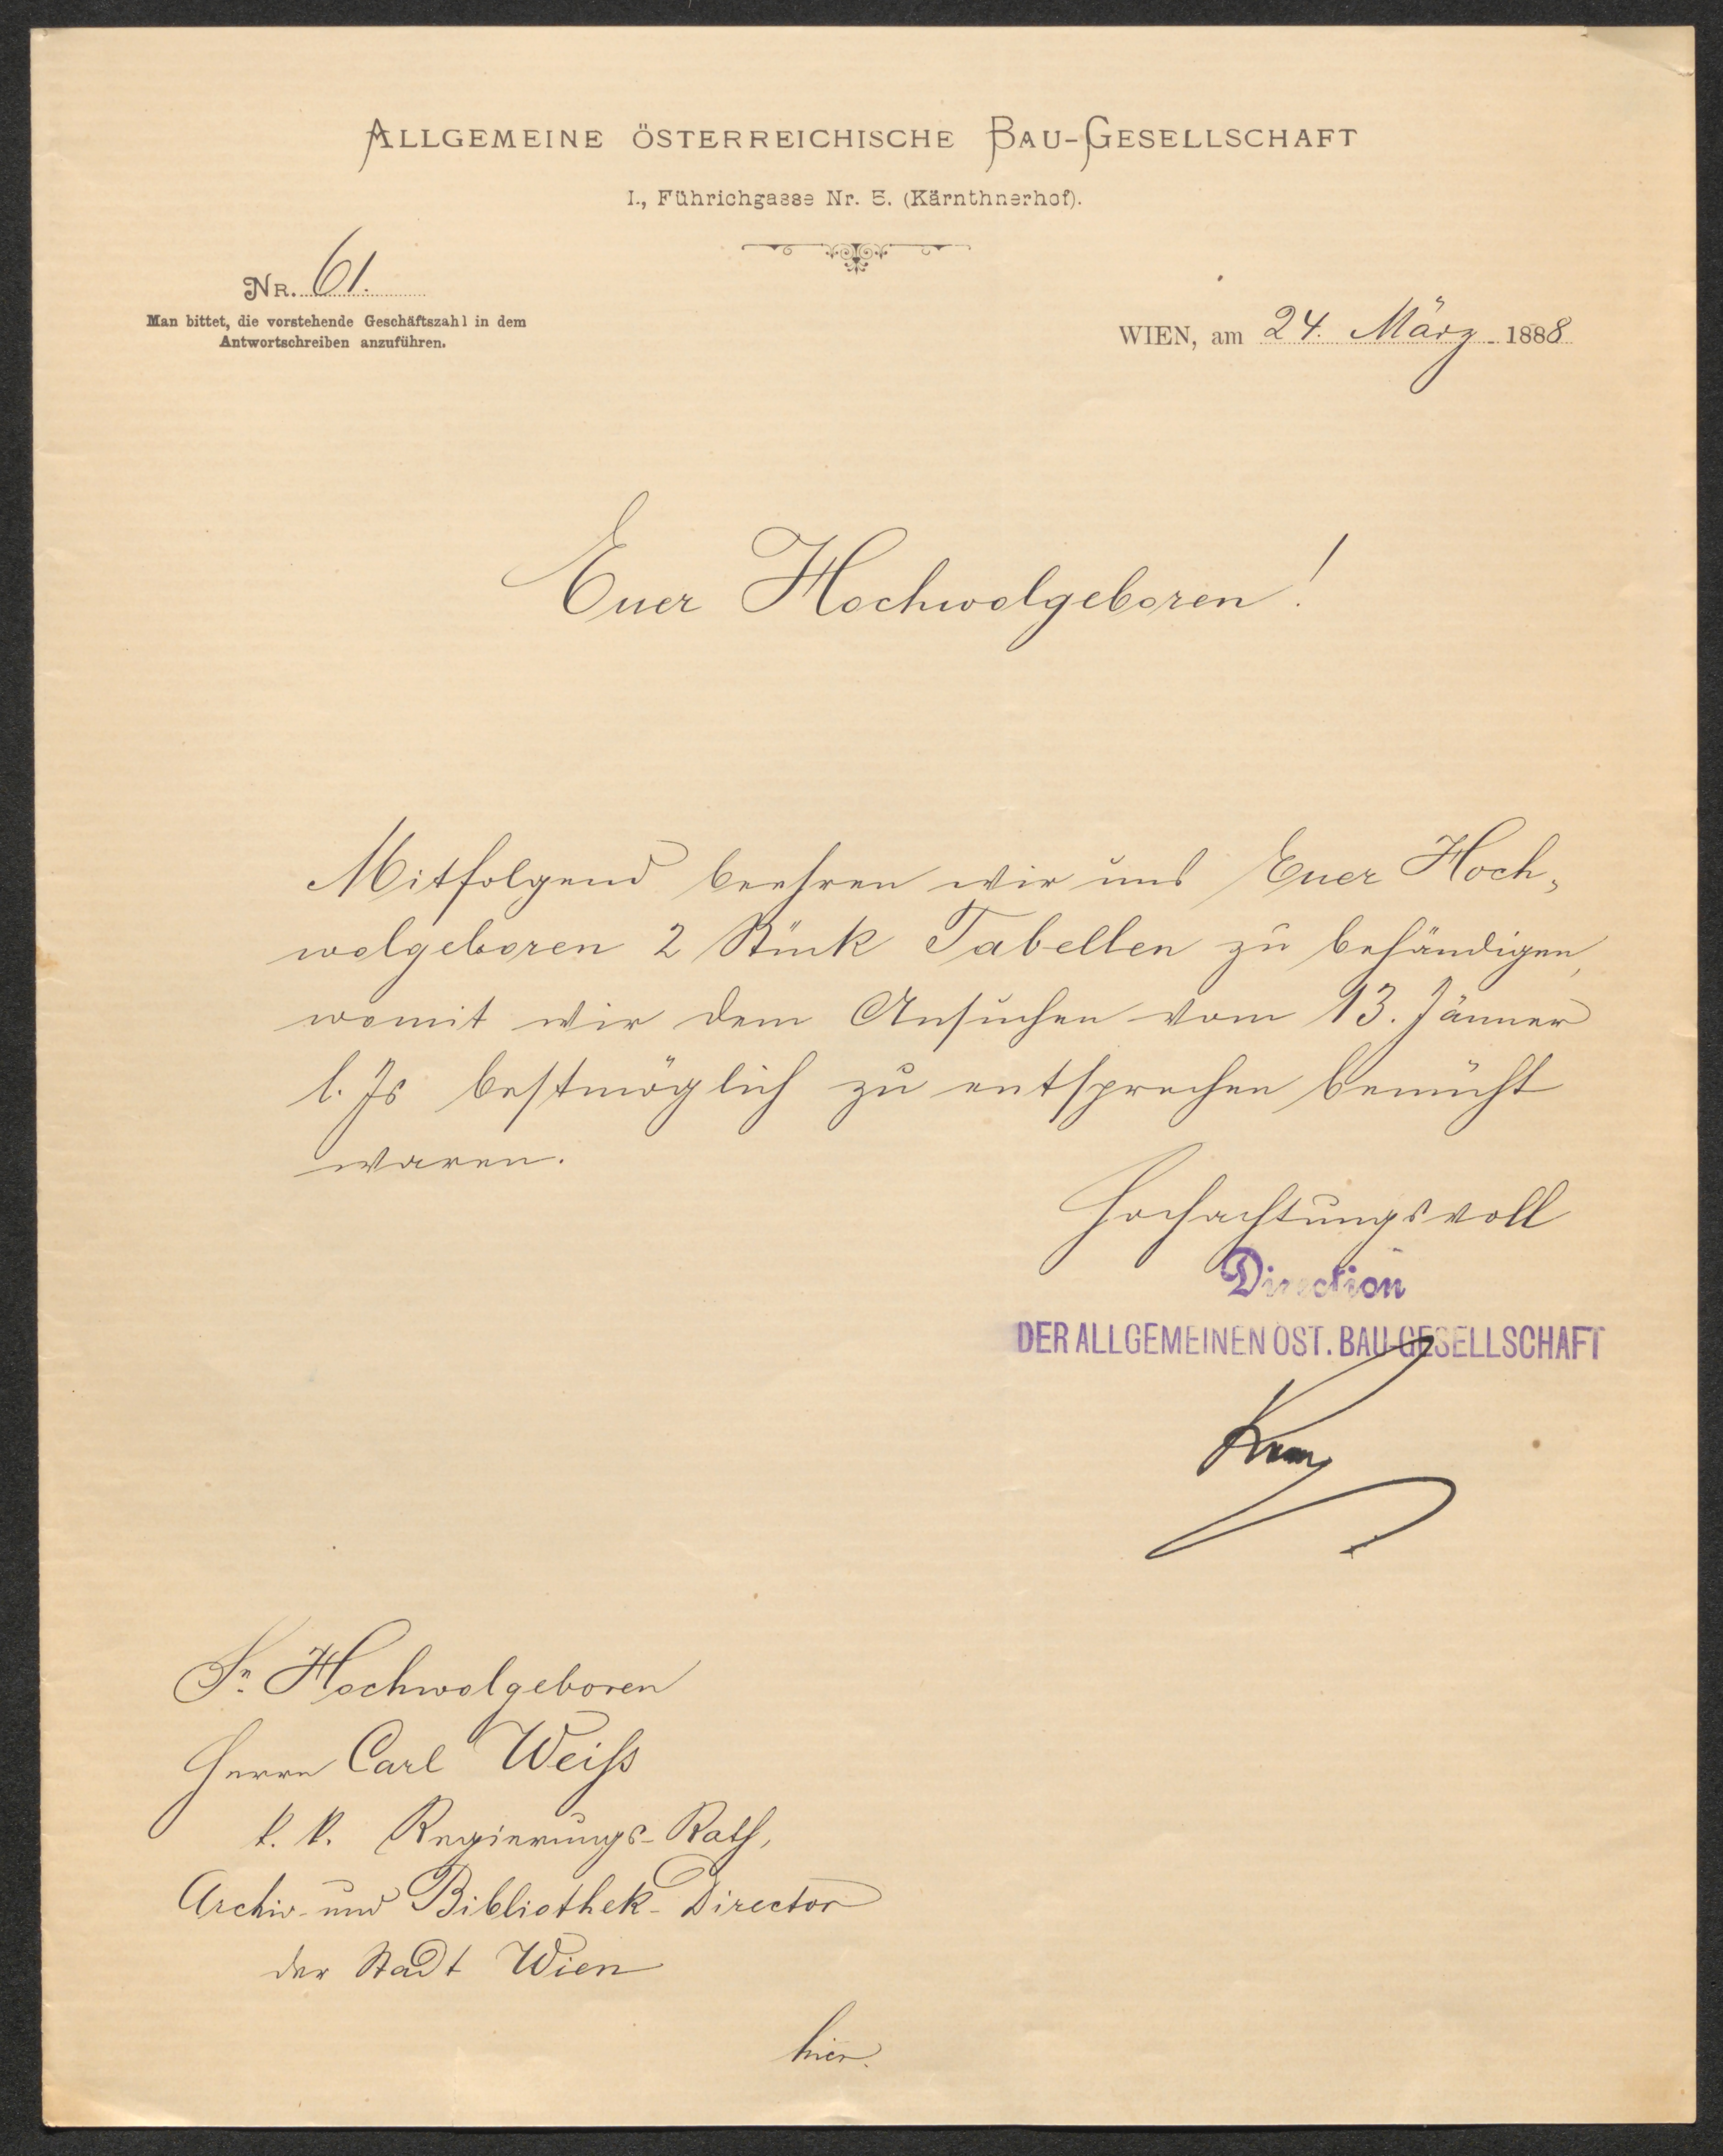 ALLGEMEINE ÖSTERREICHISCHE BAU-GESELLSCHAFT
I., Führichgasse Nr. 5. (Kärnthnerhof).
NR. 61.
Man bittet, die vorstehende Geschäftszahl in dem
Antwortschreiben anzuführen.
WIEN, am 24. März 1888
Euer Hochwolgeboren!
Mitfolgend beehren wir uns Euer Hoch-
wolgeboren 2 Stück Tabellen zu behändigen,
womit wir dem Ansuchen vom 13. Jänner
l. Js bestmöglich zu entsprechen bemüht
waren.
Hochachtungsvoll
Direction
DER ALLGEMEINEN ÖST. BAU-GESELLSCHAFT
Sr. Hochwolgeboren
Herrn Carl Weiss
k. k. Regierungs-Rath,
Archiv- und Bibliothek-Director
der Stadt Wien
hier.